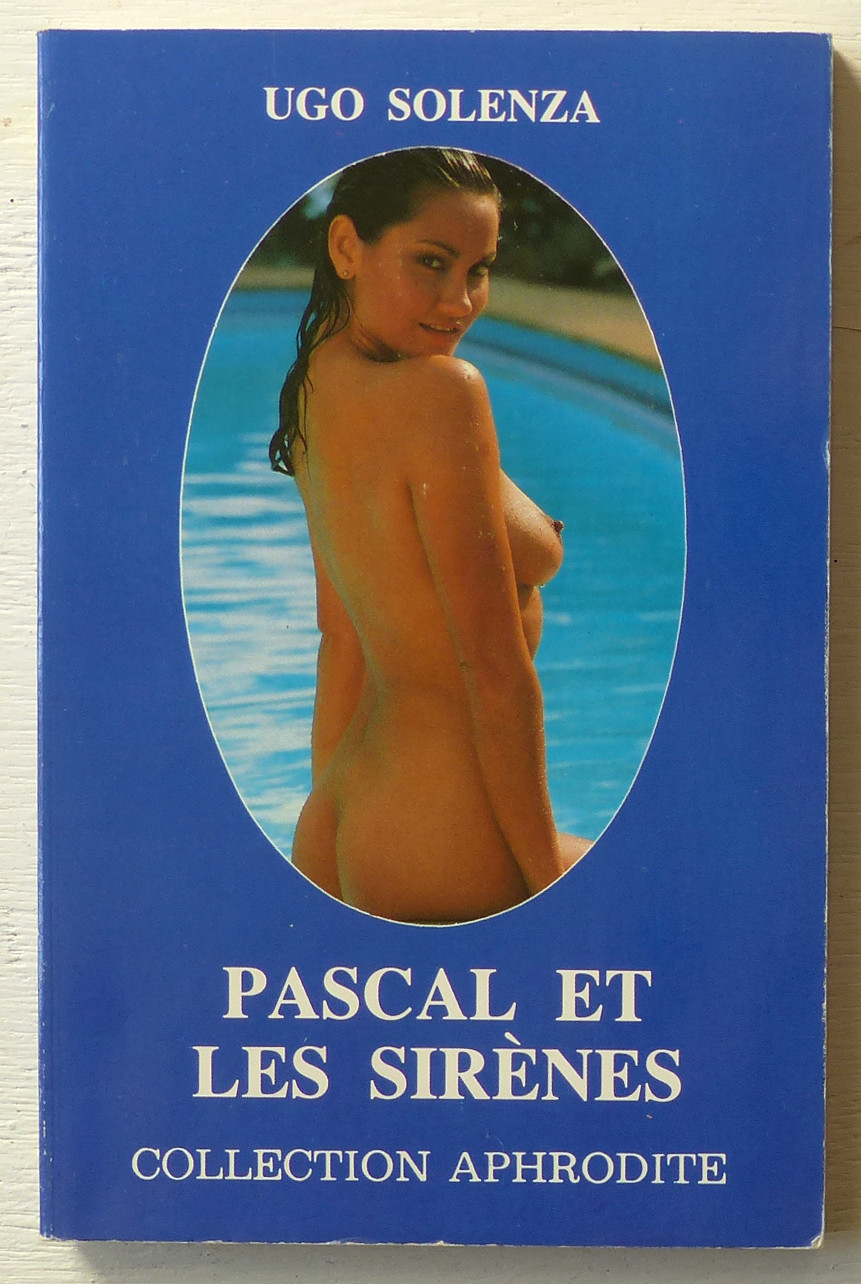 UGO SOLENZA
PASCAL ET
LES SIRÈNES
COLLECTION APHRODITE